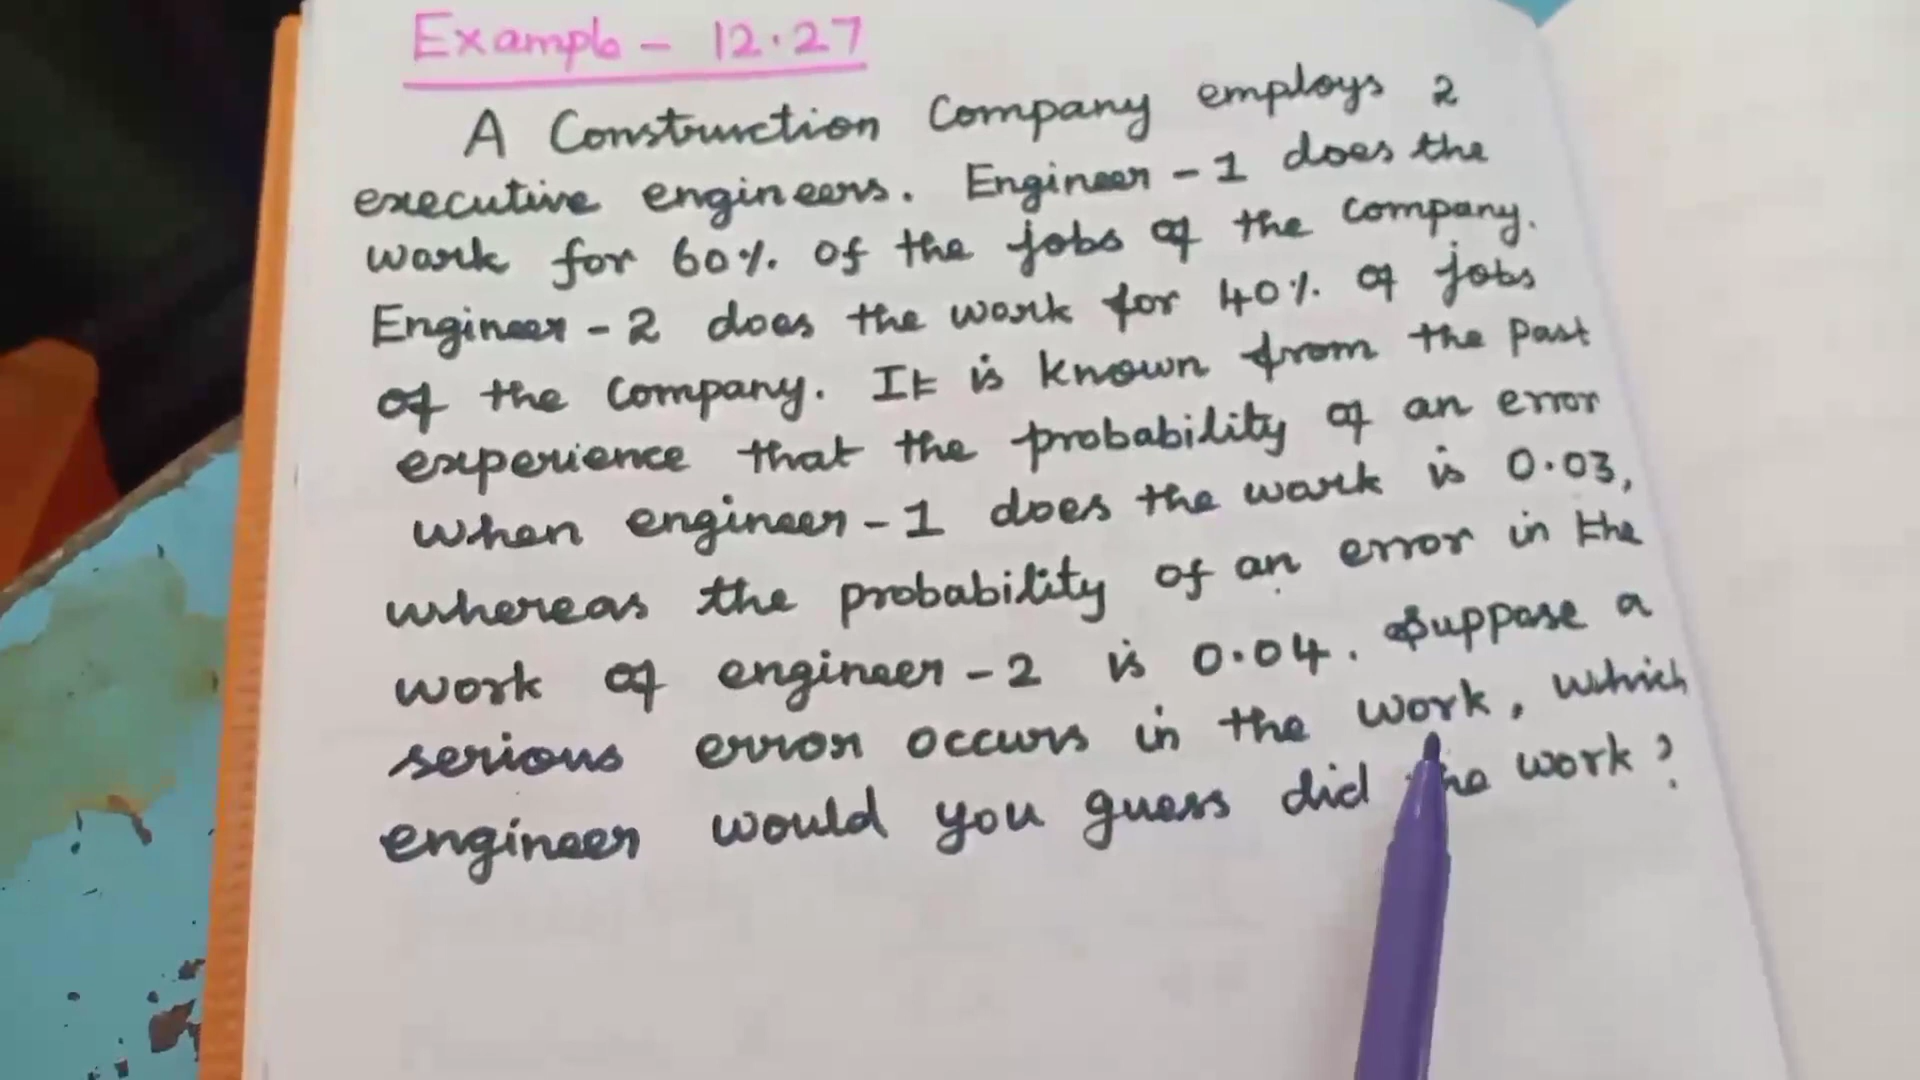 Example - 12.27
A Construction Company employs 2
executive engineers. Engineer - 1 does the
work for 60% of the jobs of the company.
Engineer - 2 does the work for 40% of jobs
of the Company. It is known from the past
experience that the probability of an error
when engineer - 1 does the work is 0.03,
whereas the probability of an error in the
work of engineer - 2 is 0.04. Suppose a
serious error occurs in the work, which
engineer would you guess did the work?